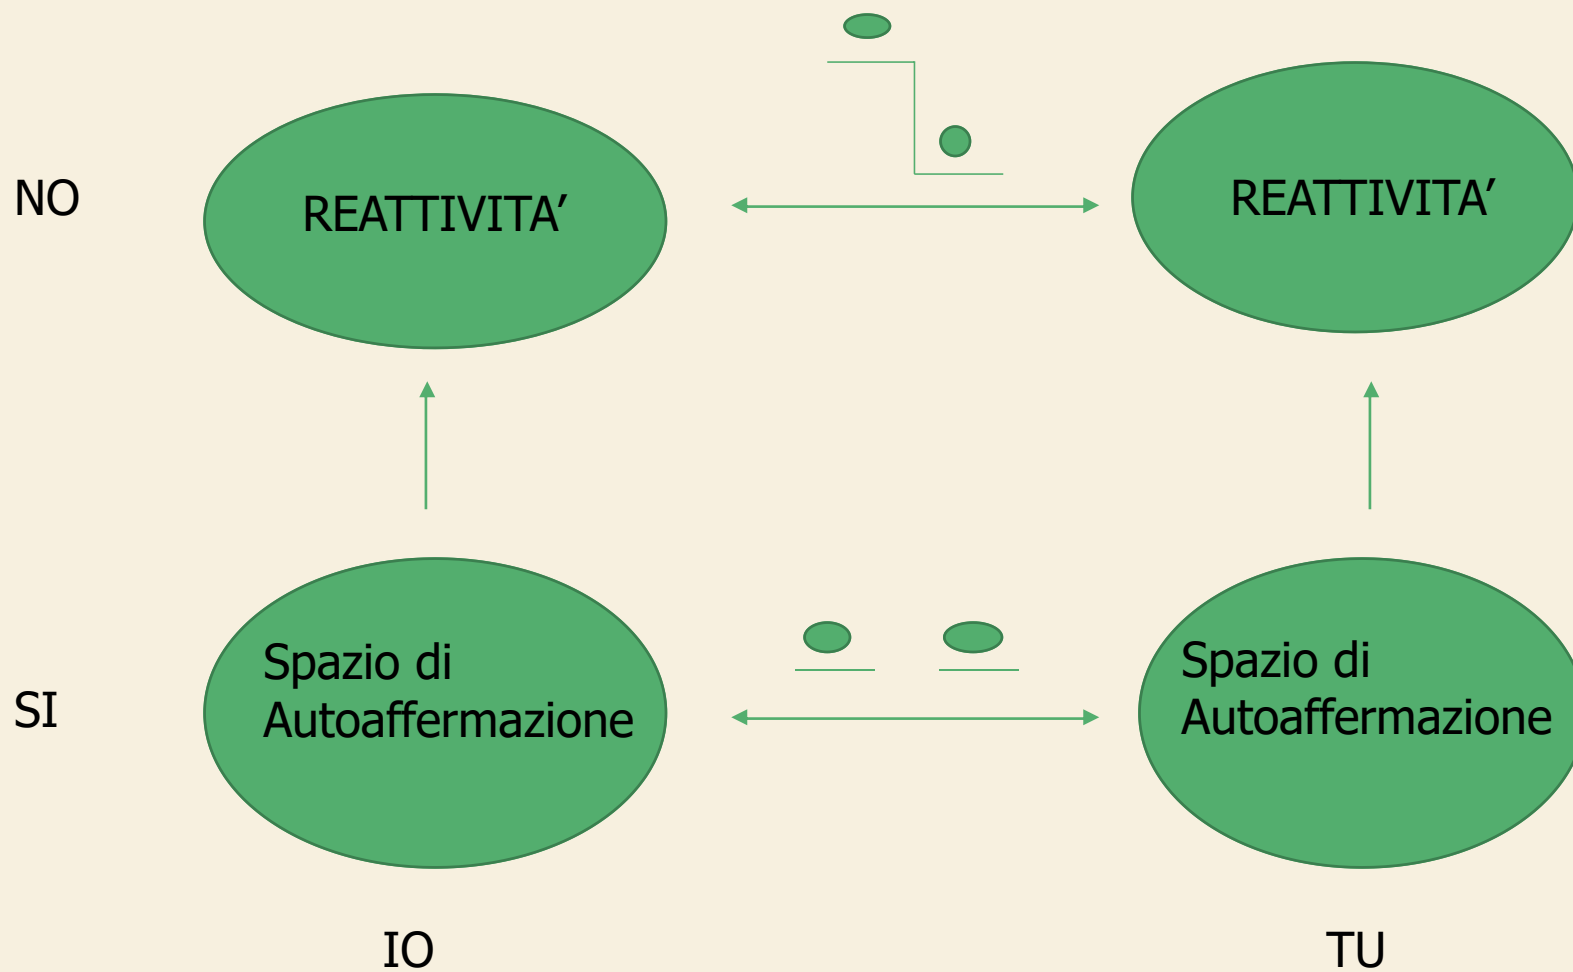 NO
REATTIVITA’
REATTIVITA’
SI
Spazio di
Autoaffermazione
Spazio di
Autoaffermazione
IO
TU